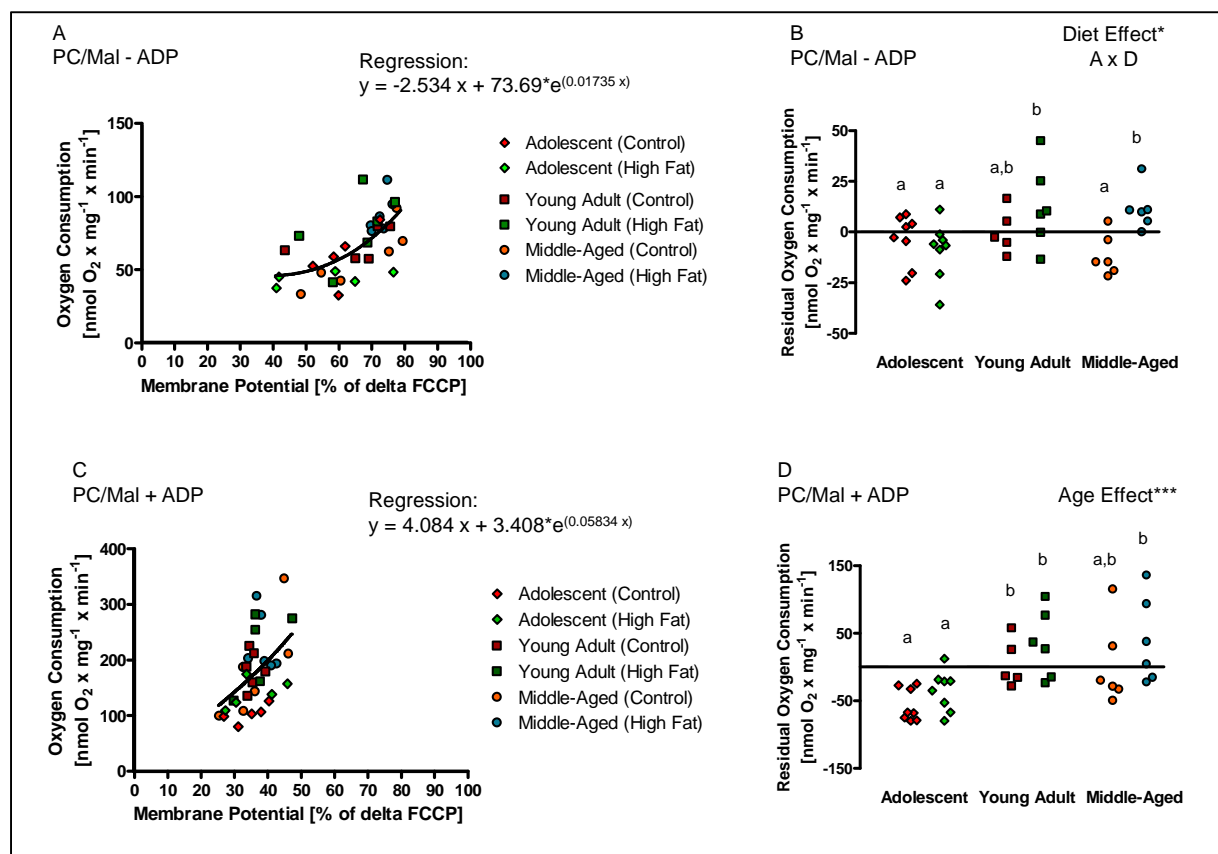 A
PC/Mal - ADP
Regression:
y = -2.534 x + 73.69*e(0.01735 x)
Oxygen Consumption
[nmol O2 x mg-1 x min-1]
150
100
50
0
0 10 20 30 40 50 60 70 80 90 100
Membrane Potential [% of delta FCCP]
Adolescent (Control)
Adolescent (High Fat)
Young Adult (Control)
Young Adult (High Fat)
Middle-Aged (Control)
Middle-Aged (High Fat)
B
PC/Mal - ADP
Diet Effect*
A x D
Residual Oxygen Consumption
[nmol O2 x mg-1 x min-1]
50
25
0
-25
-50
a a a,b b a b
Adolescent Young Adult Middle-Aged
C
PC/Mal + ADP
Regression:
y = 4.084 x + 3.408*e(0.05834 x)
Oxygen Consumption
[nmol O2 x mg-1 x min-1]
400
300
200
100
0
0 10 20 30 40 50 60 70 80 90 100
Membrane Potential [% of delta FCCP]
Adolescent (Control)
Adolescent (High Fat)
Young Adult (Control)
Young Adult (High Fat)
Middle-Aged (Control)
Middle-Aged (High Fat)
D
PC/Mal + ADP
Age Effect***
Residual Oxygen Consumption
[nmol O2 x mg-1 x min-1]
150
50
-50
-150
a a b b a,b b
Adolescent Young Adult Middle-Aged